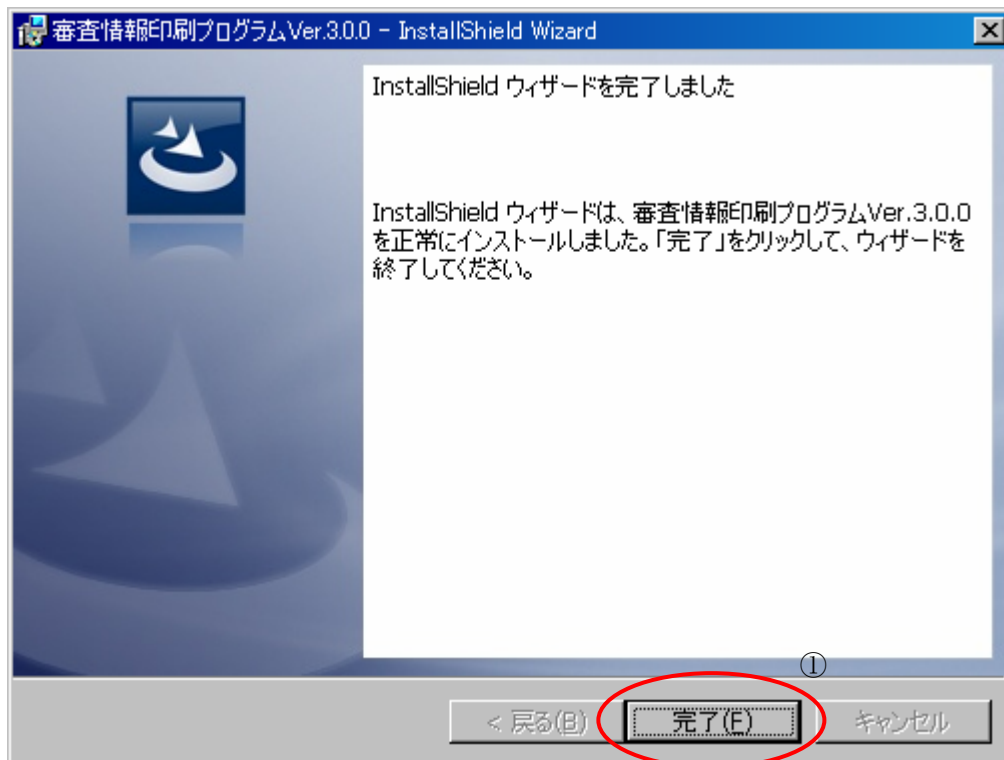 審査情報印刷プログラムVer.3.0.0 - InstallShield Wizard
InstallShield ウィザードを完了しました
InstallShield ウィザードは、審査情報印刷プログラムVer.3.0.0
を正常にインストールしました。「完了」をクリックして、ウィザードを
終了してください。
①
< 戻る(B) 完了(F) キャンセル